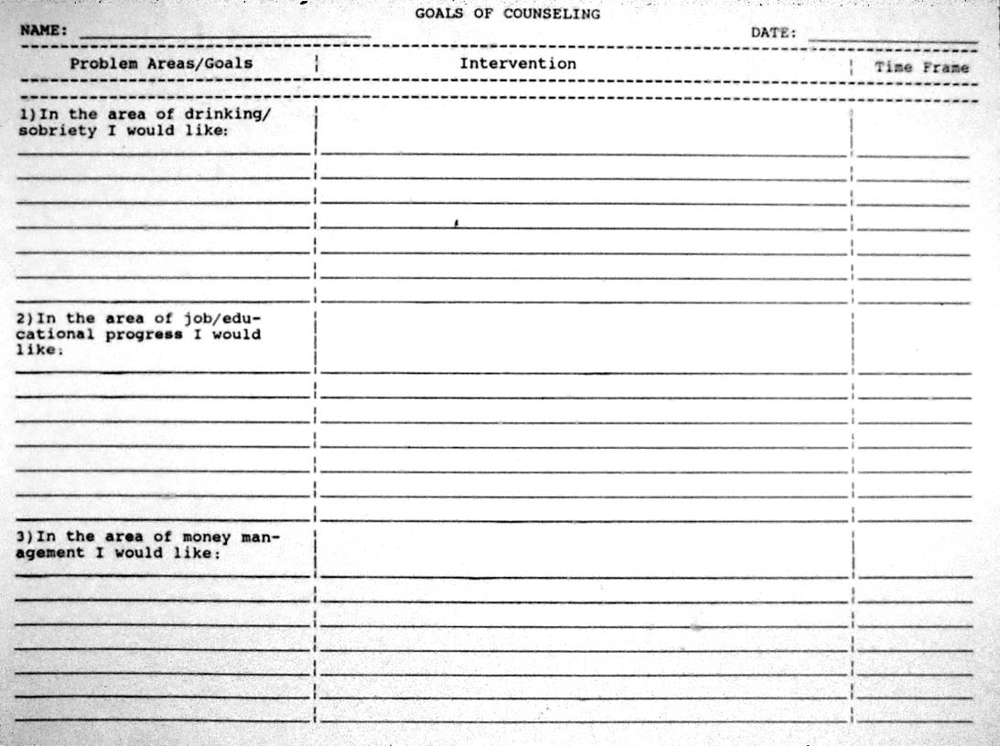 GOALS OF COUNSELING
NAME: DATE:
Problem Areas/Goals Intervention Time Frame
1)In the area of drinking/
sobriety I would like:
2)In the area of job/edu-
cational progress I would
like:
3)In the area of money man-
agement I would like: